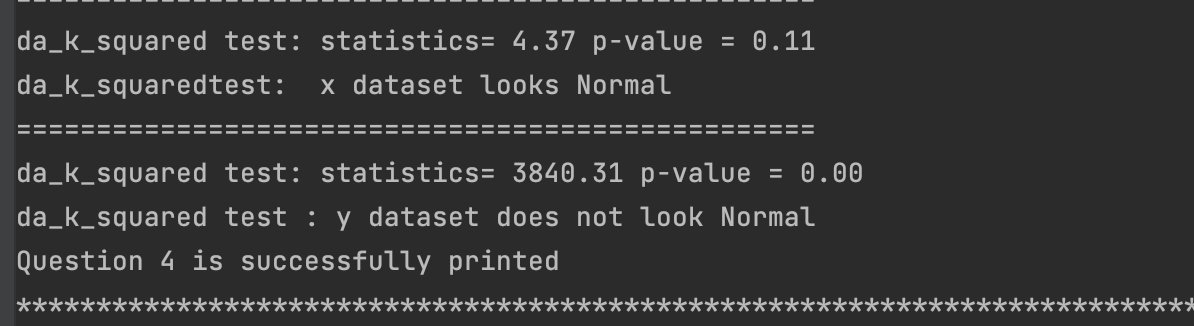 ==================================================
da_k_squared test: statistics= 4.37 p-value = 0.11
da_k_squaredtest:  x dataset looks Normal
==================================================
da_k_squared test: statistics= 3840.31 p-value = 0.00
da_k_squared test : y dataset does not look Normal
Question 4 is successfully printed
**************************************************************************